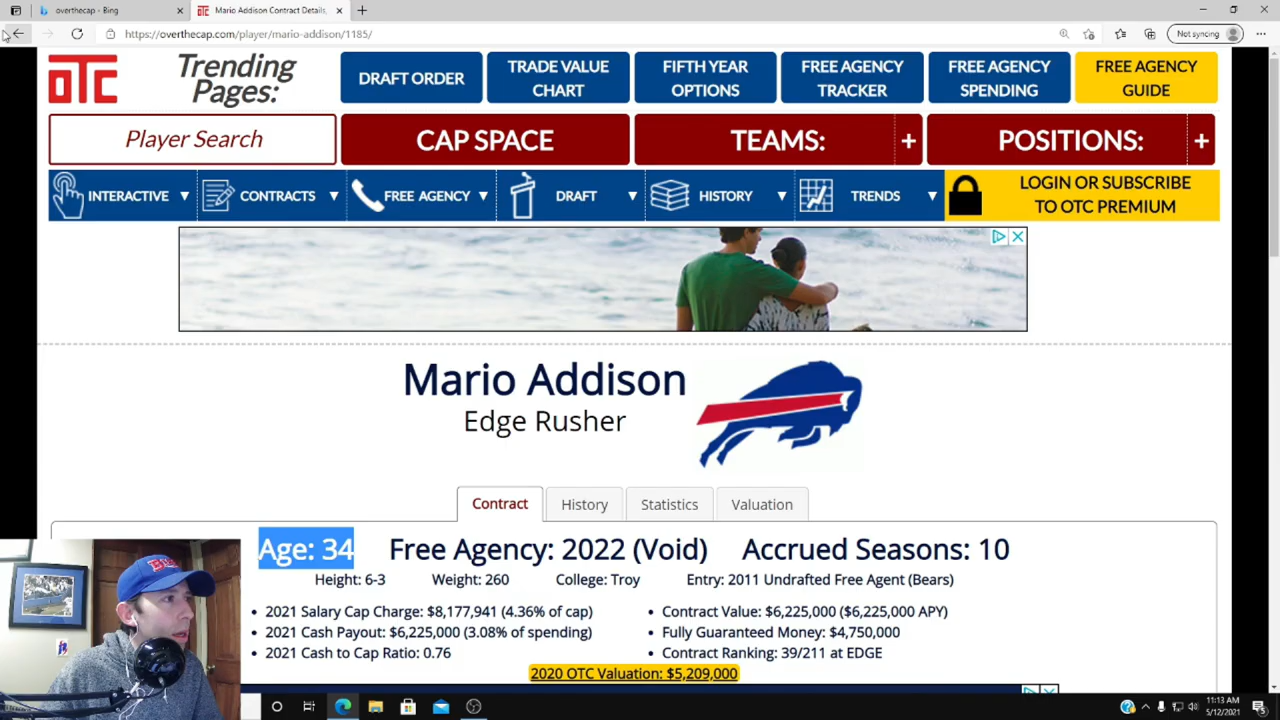 overthecap - Bing
Mario Addison Contract Details,
https://overthecap.com/player/mario-addison/1185/
Not syncing
OTC
Trending
Pages:
DRAFT ORDER
TRADE VALUE
CHART
FIFTH YEAR
OPTIONS
FREE AGENCY
TRACKER
FREE AGENCY
SPENDING
FREE AGENCY
GUIDE
Player Search
CAP SPACE
TEAMS:
+
POSITIONS:
+
INTERACTIVE
CONTRACTS
FREE AGENCY
DRAFT
HISTORY
TRENDS
LOGIN OR SUBSCRIBE
TO OTC PREMIUM
Mario Addison
Edge Rusher
Contract
History
Statistics
Valuation
Age: 34 Free Agency: 2022 (Void) Accrued Seasons: 10
Height: 6-3 Weight: 260 College: Troy Entry: 2011 Undrafted Free Agent (Bears)
• 2021 Salary Cap Charge: $8,177,941 (4.36% of cap)
• 2021 Cash Payout: $6,225,000 (3.08% of spending)
• 2021 Cash to Cap Ratio: 0.76
• Contract Value: $6,225,000 ($6,225,000 APY)
• Fully Guaranteed Money: $4,750,000
• Contract Ranking: 39/211 at EDGE
2020 OTC Valuation: $5,209,000
11:13 AM
5/12/2021